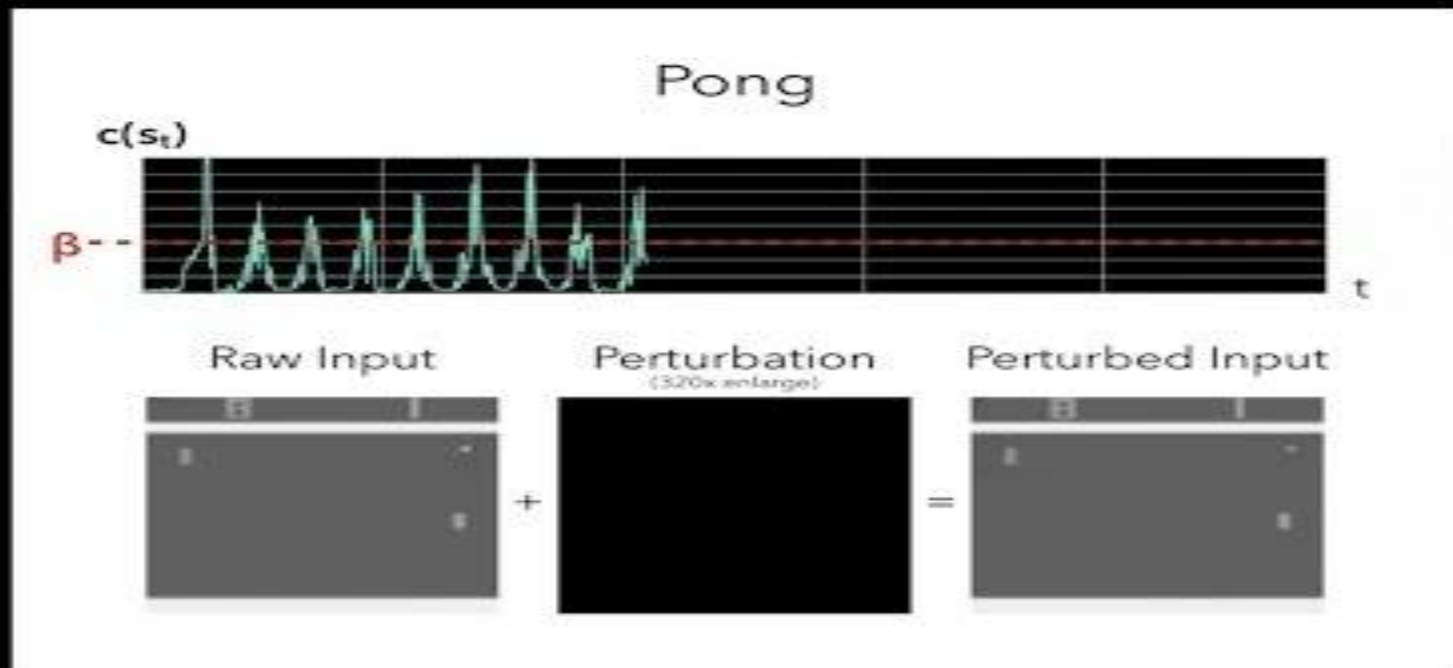 Pong
c(sₜ)
β--
t
Raw Input
Perturbation
Perturbed Input
(320x enlarge)
+
=